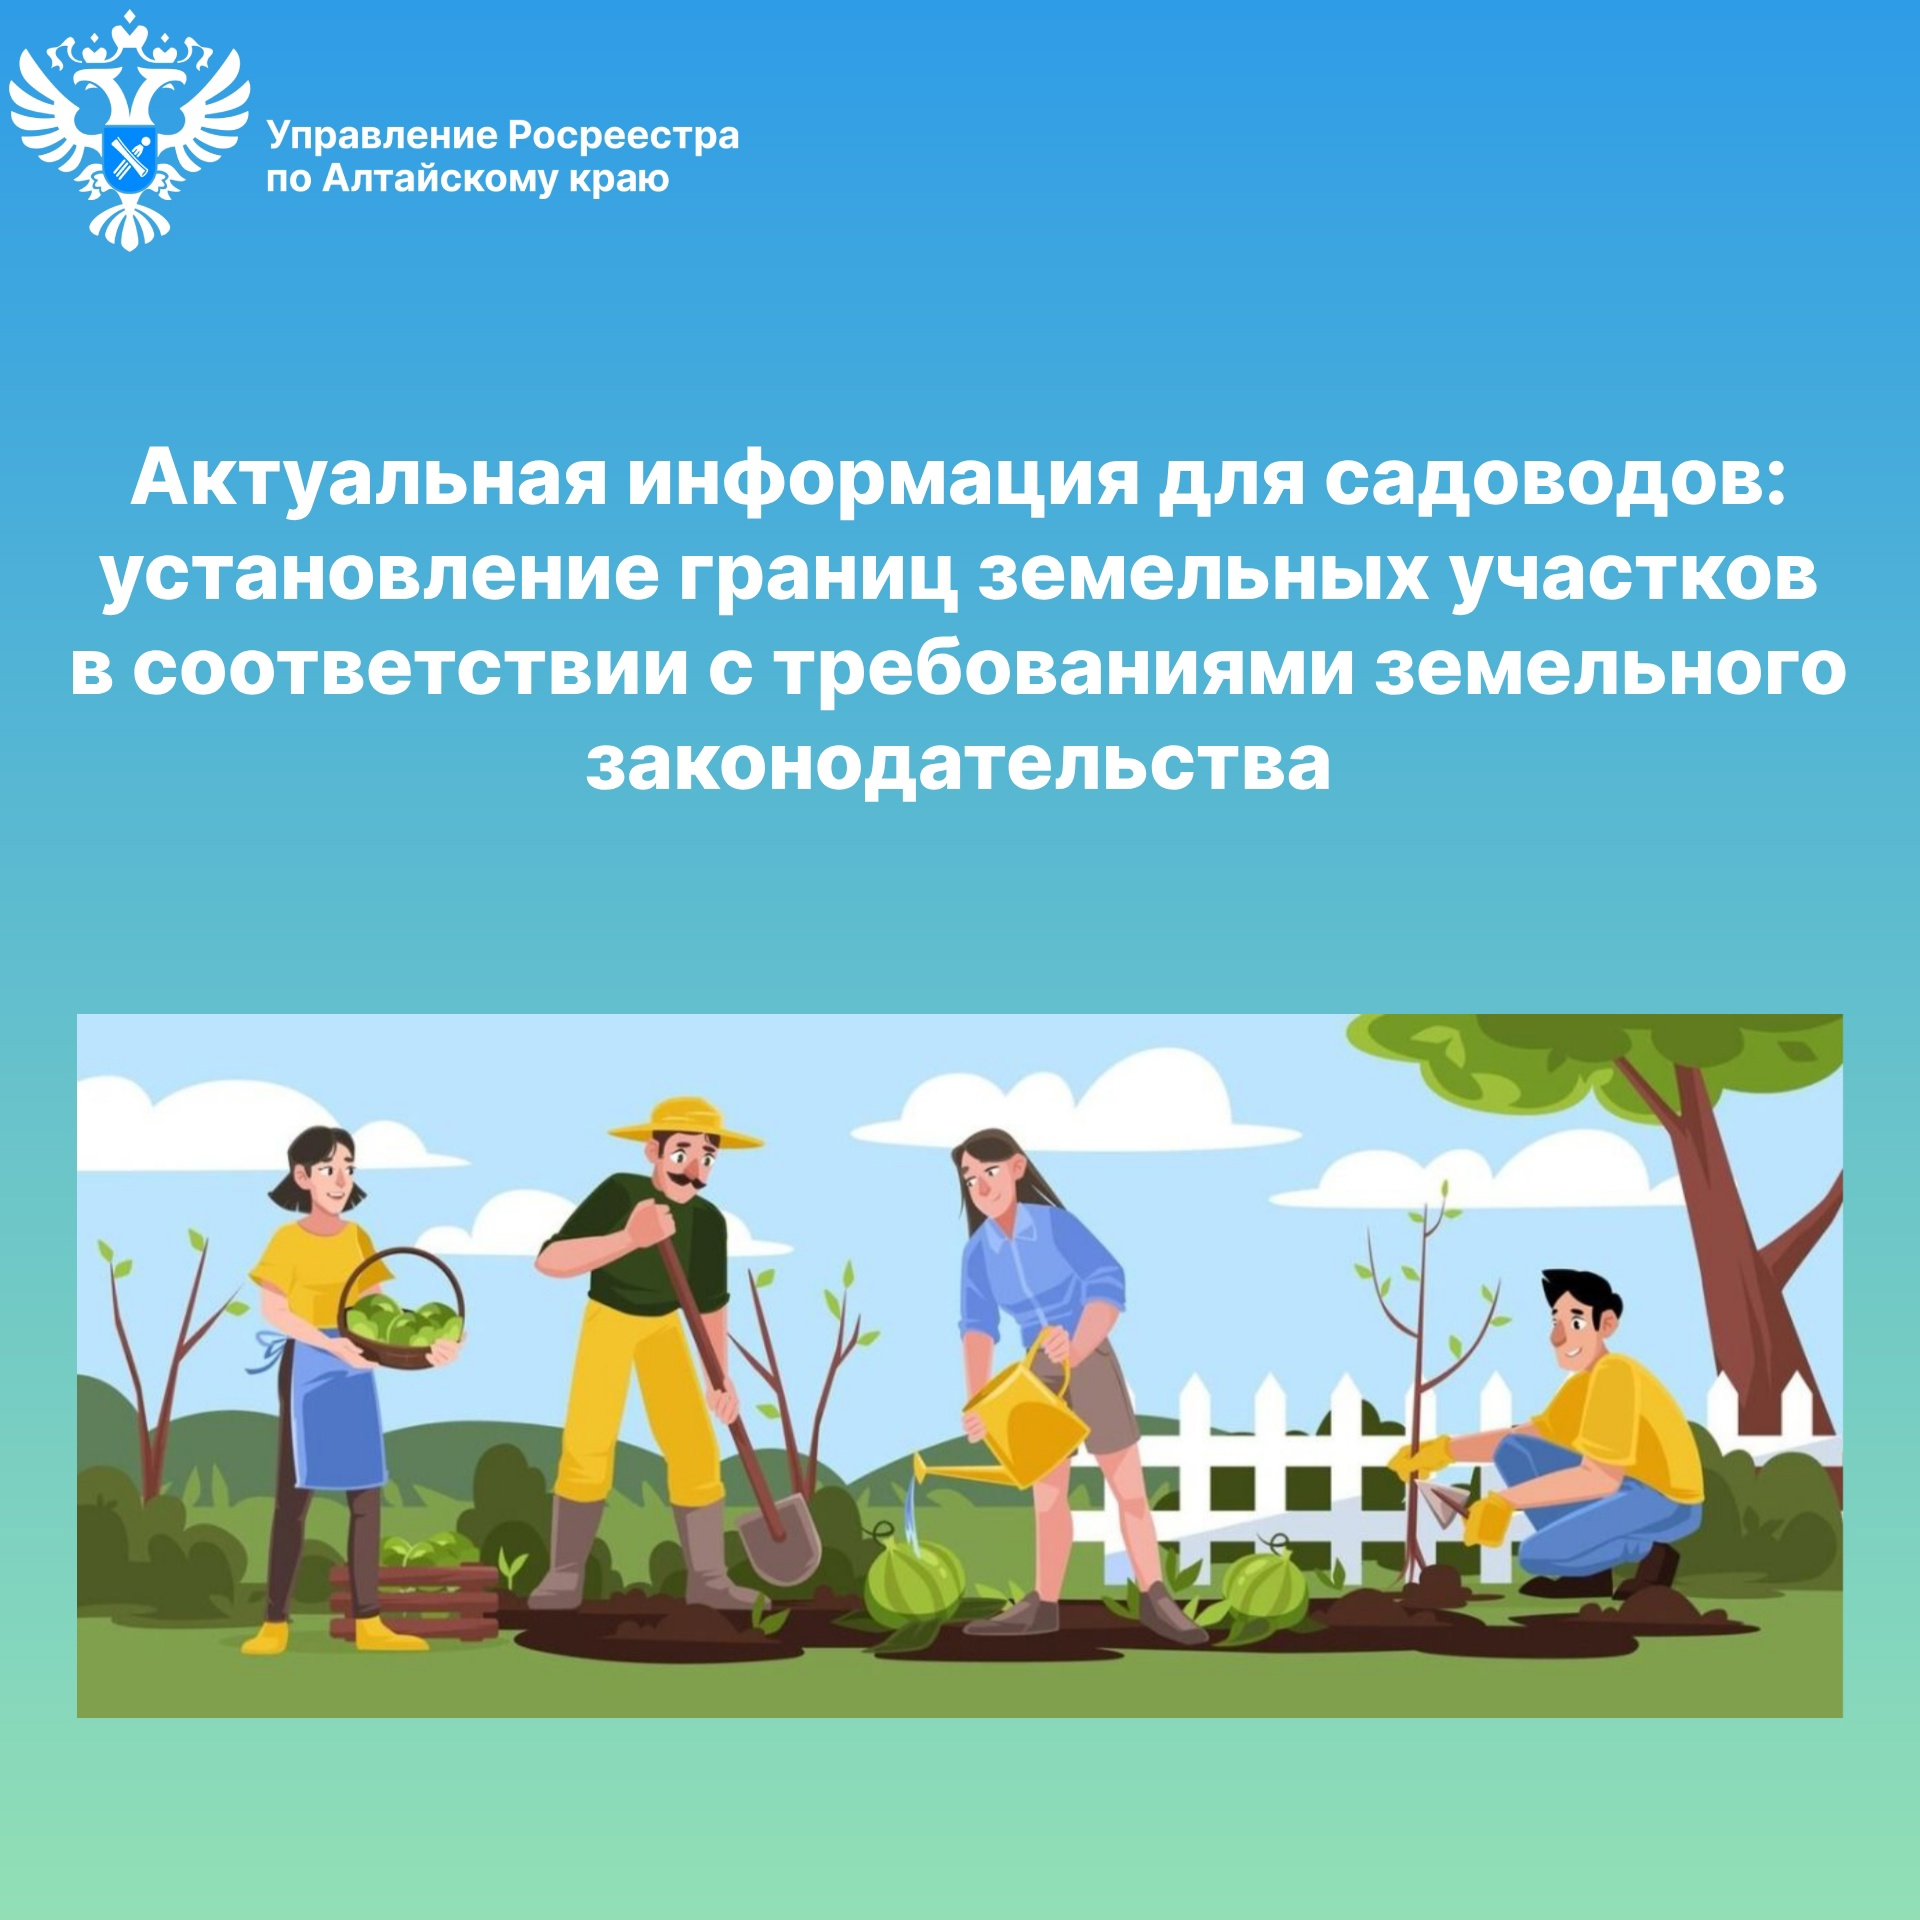 Управление Росреестра
по Алтайскому краю
Актуальная информация для садоводов:
установление границ земельных участков
в соответствии с требованиями земельного
законодательства